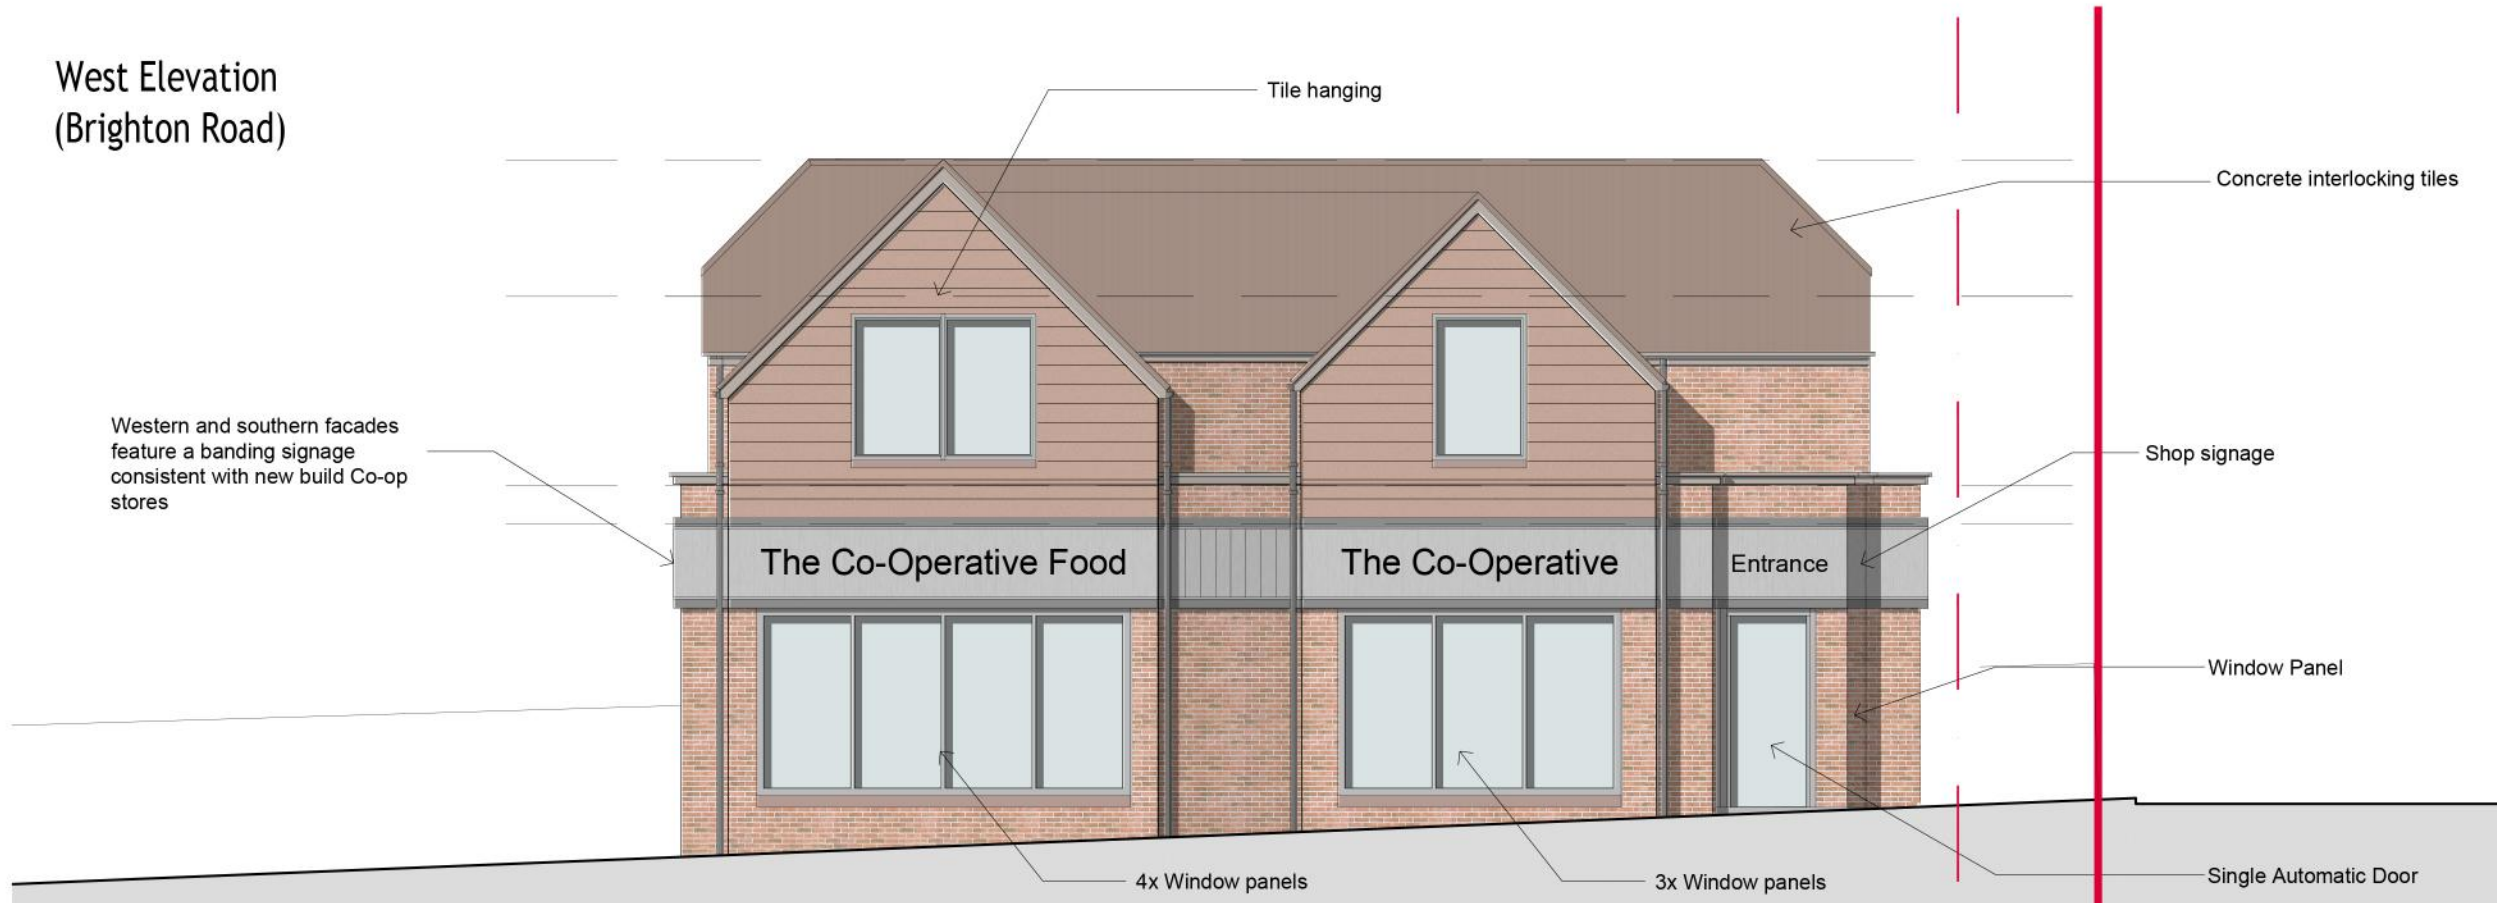 West Elevation
(Brighton Road)
Tile hanging
Concrete interlocking tiles
Western and southern facades
feature a banding signage
consistent with new build Co-op
stores
Shop signage
The Co-Operative Food
The Co-Operative
Entrance
Window Panel
4x Window panels
3x Window panels
Single Automatic Door